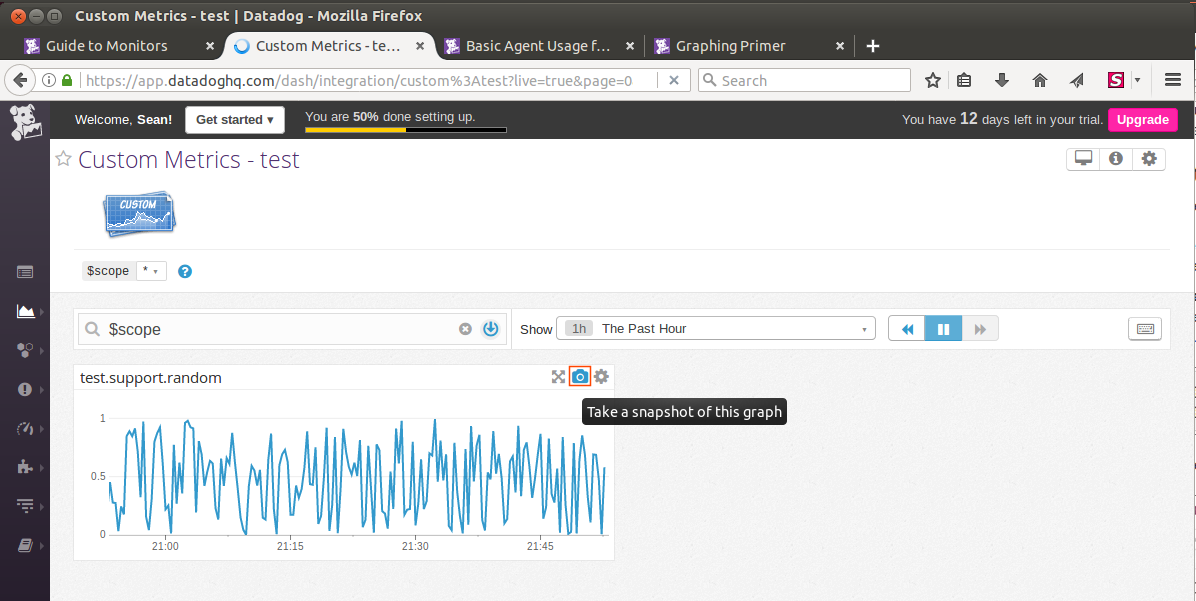 Custom Metrics - test | Datadog - Mozilla Firefox
Guide to Monitors
Custom Metrics - te...
Basic Agent Usage f...
Graphing Primer
https://app.datadoghq.com/dash/integration/custom%3Atest?live=true&page=0
Search
S
Welcome, Sean!
Get started
You are 50% done setting up.
You have 12 days left in your trial.
Upgrade
Custom Metrics - test
CUSTOM
$scope
*
?
$scope
Show
1h
The Past Hour
test.support.random
Take a snapshot of this graph
1
0.5
0
21:00
21:15
21:30
21:45